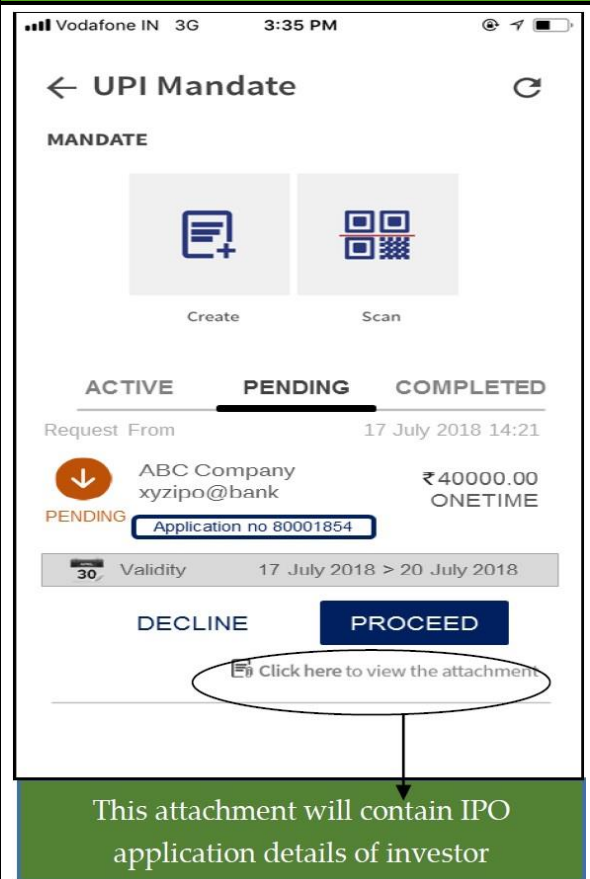 Vodafone IN 3G 3:35 PM
← UPI Mandate
MANDATE
Create Scan
ACTIVE PENDING COMPLETED
Request From 17 July 2018 14:21
ABC Company ₹40000.00
xyzipo@bank ONETIME
PENDING
Application no 80001854
30 Validity 17 July 2018 > 20 July 2018
DECLINE PROCEED
Click here to view the attachment
This attachment will contain IPO
application details of investor